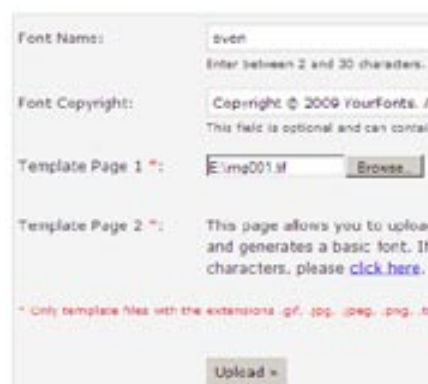 Font Name: sven
Enter between 2 and 30 characters.
Font Copyright: Copyright © 2009 YourFonts. A
This field is optional and can contai
Template Page 1 *: E:\img001.tif Browse...
Template Page 2 *: This page allows you to uploa
and generates a basic font. If
characters, please click here.
* Only template files with the extensions .gif, .jpg, .jpeg, .png, .t
Upload »